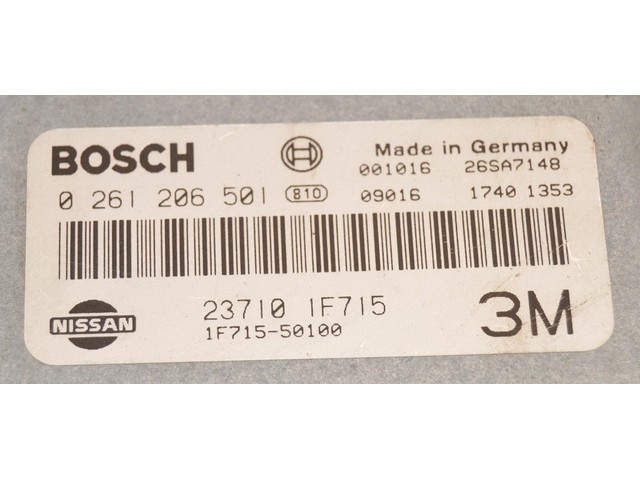 BOSCH
Made in Germany
001016 26SA7148
0 261 206 501 810 09016 1740 1353
NISSAN
23710 1F715
1F715-50100
3M